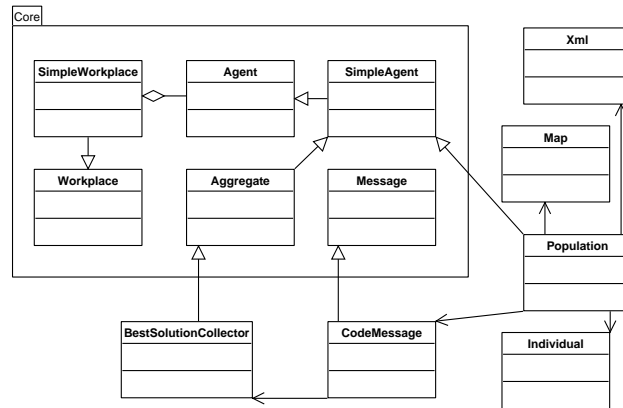 Core
SimpleWorkplace
Agent
SimpleAgent
Xml
Map
Workplace
Aggregate
Message
Population
BestSolutionCollector
CodeMessage
Individual